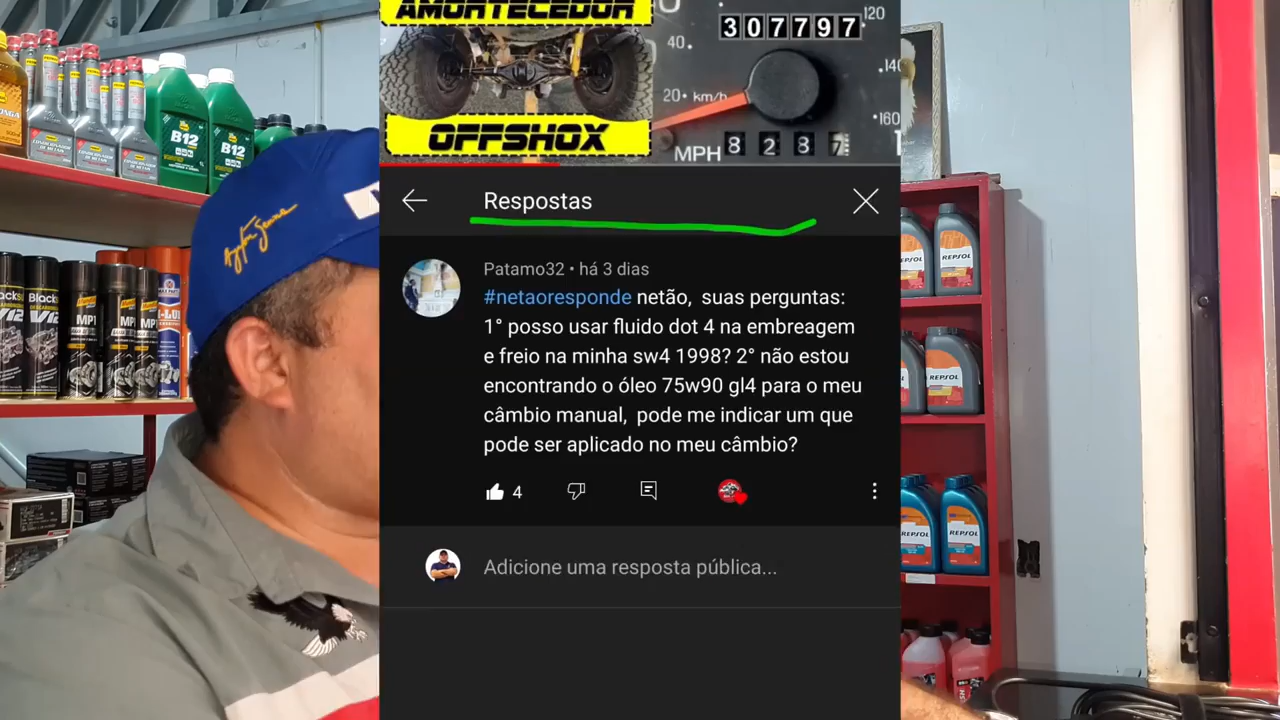 AMORTECEDOR
OFFSHOX
307797
120
40
140
20
km/h
160
MPH
8 2 8 7
Respostas
Patamo32 • há 3 dias
#netaoresponde netão, suas perguntas:
1° posso usar fluido dot 4 na embreagem
e freio na minha sw4 1998? 2° não estou
encontrando o óleo 75w90 gl4 para o meu
câmbio manual, pode me indicar um que
pode ser aplicado no meu câmbio?
4
Adicione uma resposta pública...
B12
B12
MP1
MP1
REPSOL
REPSOL
REPSOL
REPSOL